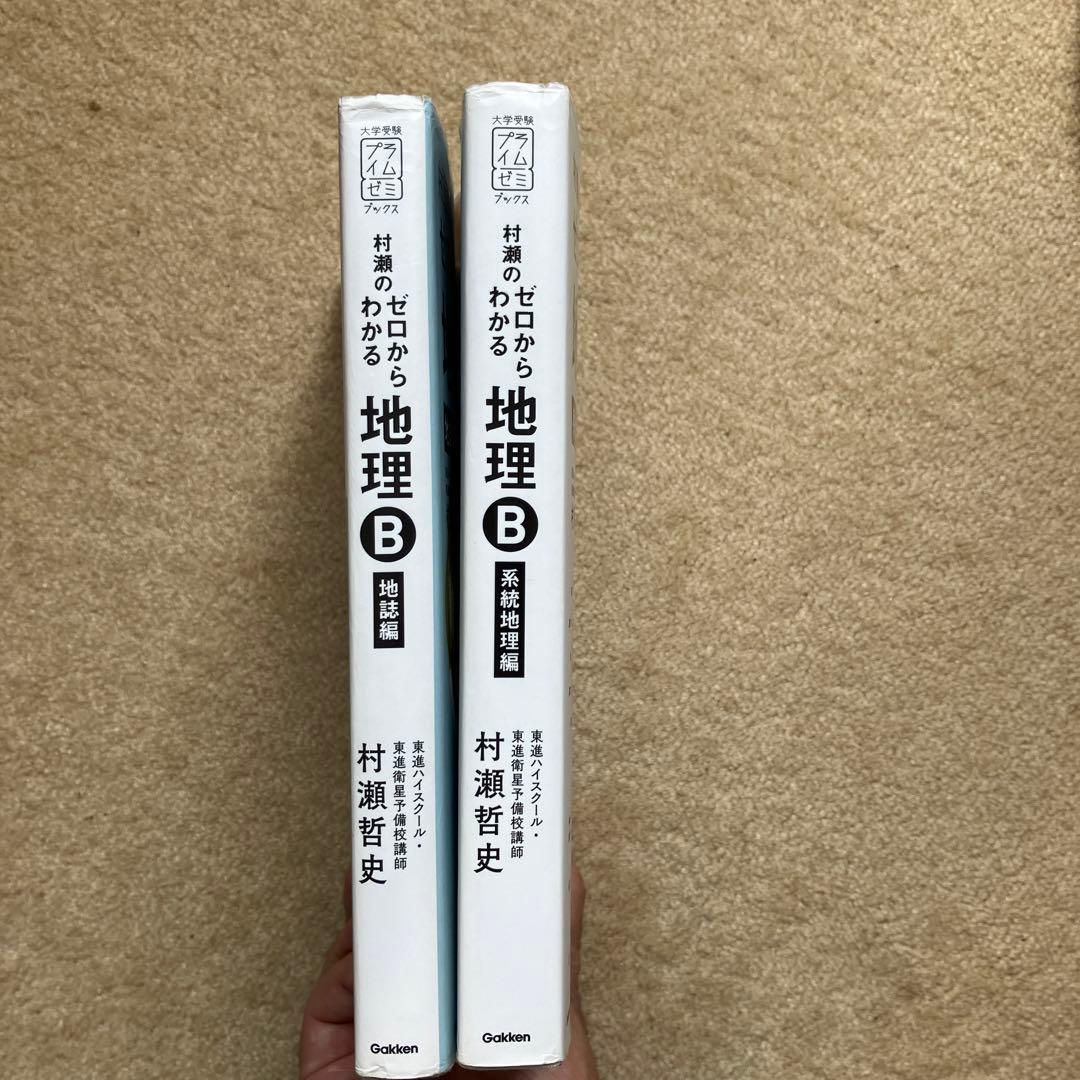 大学受験
プライム
ゼミ
ブックス
村瀬の
ゼロから
わかる
地理
B
地誌編
東進ハイスクール・
東進衛星予備校講師
村瀬哲史
Gakken
大学受験
プライム
ゼミ
ブックス
村瀬の
ゼロから
わかる
地理
B
系統地理編
東進ハイスクール・
東進衛星予備校講師
村瀬哲史
Gakken